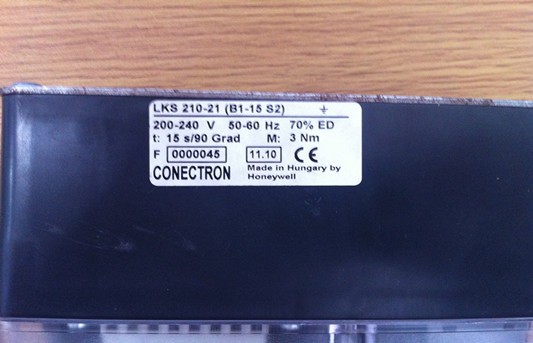 LKS 210-21 (B1-15 S2) ⏚
200-240 V 50-60 Hz 70% ED
t: 15 s/90 Grad M: 3 Nm
F 0000045 11.10 CE
CONECTRON Made in Hungary by
Honeywell